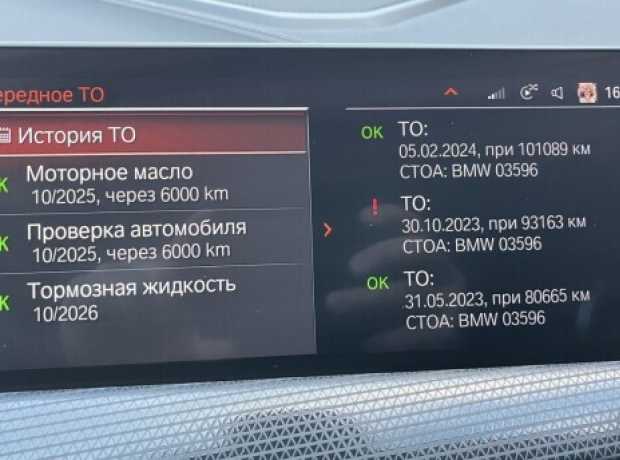 ередное ТО
16
История ТО
Моторное масло
10/2025, через 6000 km
Проверка автомобиля
10/2025, через 6000 km
Тормозная жидкость
10/2026
OK ТО:
05.02.2024, при 101089 км
СТОА: BMW 03596
! ТО:
30.10.2023, при 93163 км
СТОА: BMW 03596
OK ТО:
31.05.2023, при 80665 км
СТОА: BMW 03596